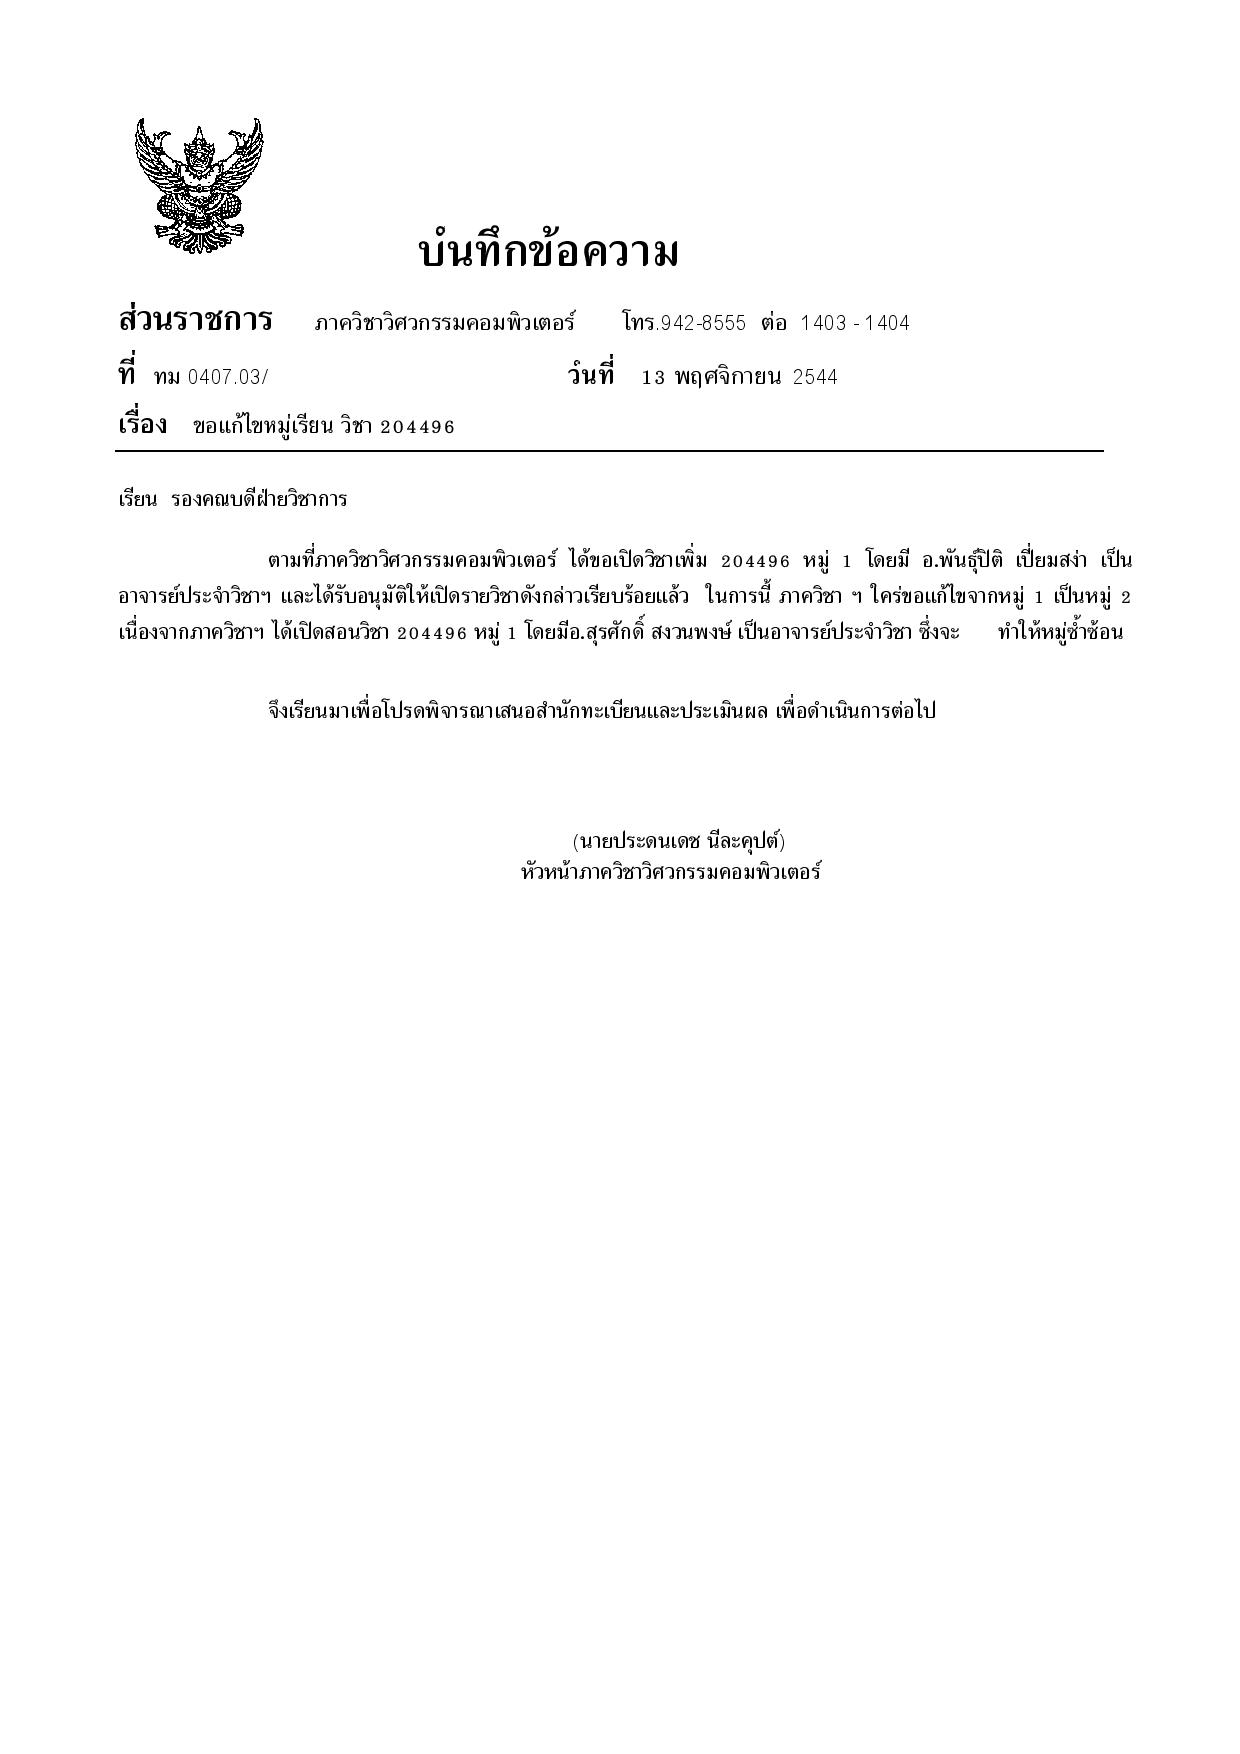 บันทึกข้อความ
ส่วนราชการ ภาควิชาวิศวกรรมคอมพิวเตอร์ โทร.942-8555 ต่อ 1403 - 1404
ที่ ทม 0407.03/ วันที่ 13 พฤศจิกายน 2544
เรื่อง ขอแก้ไขหมู่เรียน วิชา 204496
เรียน รองคณบดีฝ่ายวิชาการ
ตามที่ภาควิชาวิศวกรรมคอมพิวเตอร์ ได้ขอเปิดวิชาเพิ่ม 204496 หมู่ 1 โดยมี อ.พันธุ์ปิติ เปี่ยมสง่า เป็น
อาจารย์ประจำวิชาฯ และได้รับอนุมัติให้เปิดรายวิชาดังกล่าวเรียบร้อยแล้ว ในการนี้ ภาควิชา ฯ ใคร่ขอแก้ไขจากหมู่ 1 เป็นหมู่ 2
เนื่องจากภาควิชาฯ ได้เปิดสอนวิชา 204496 หมู่ 1 โดยมีอ.สุรศักดิ์ สงวนพงษ์ เป็นอาจารย์ประจำวิชา ซึ่งจะ ทำให้หมู่ซ้ำซ้อน
จึงเรียนมาเพื่อโปรดพิจารณาเสนอสำนักทะเบียนและประเมินผล เพื่อดำเนินการต่อไป
(นายประดนเดช นีละคุปต์)
หัวหน้าภาควิชาวิศวกรรมคอมพิวเตอร์